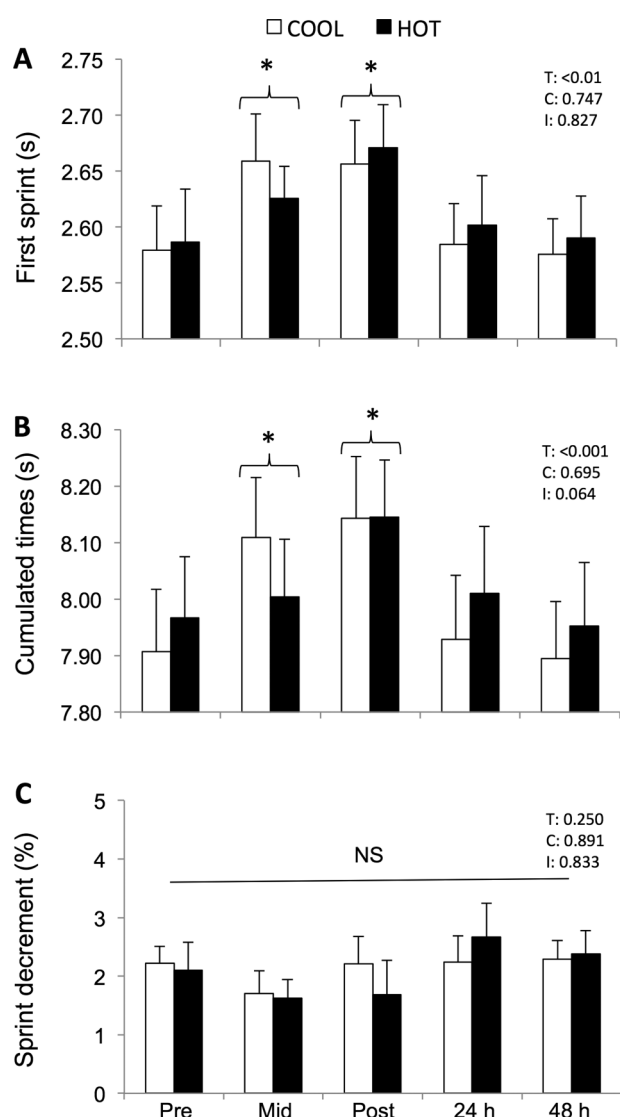 COOL HOT
A
First sprint (s)
2.75
2.70
2.65
2.60
2.55
2.50
* *
T: <0.01
C: 0.747
I: 0.827
B
Cumulated times (s)
8.30
8.20
8.10
8.00
7.90
7.80
* *
T: <0.001
C: 0.695
I: 0.064
C
Sprint decrement (%)
5
4
3
2
1
0
NS
T: 0.250
C: 0.891
I: 0.833
Pre Mid Post 24 h 48 h